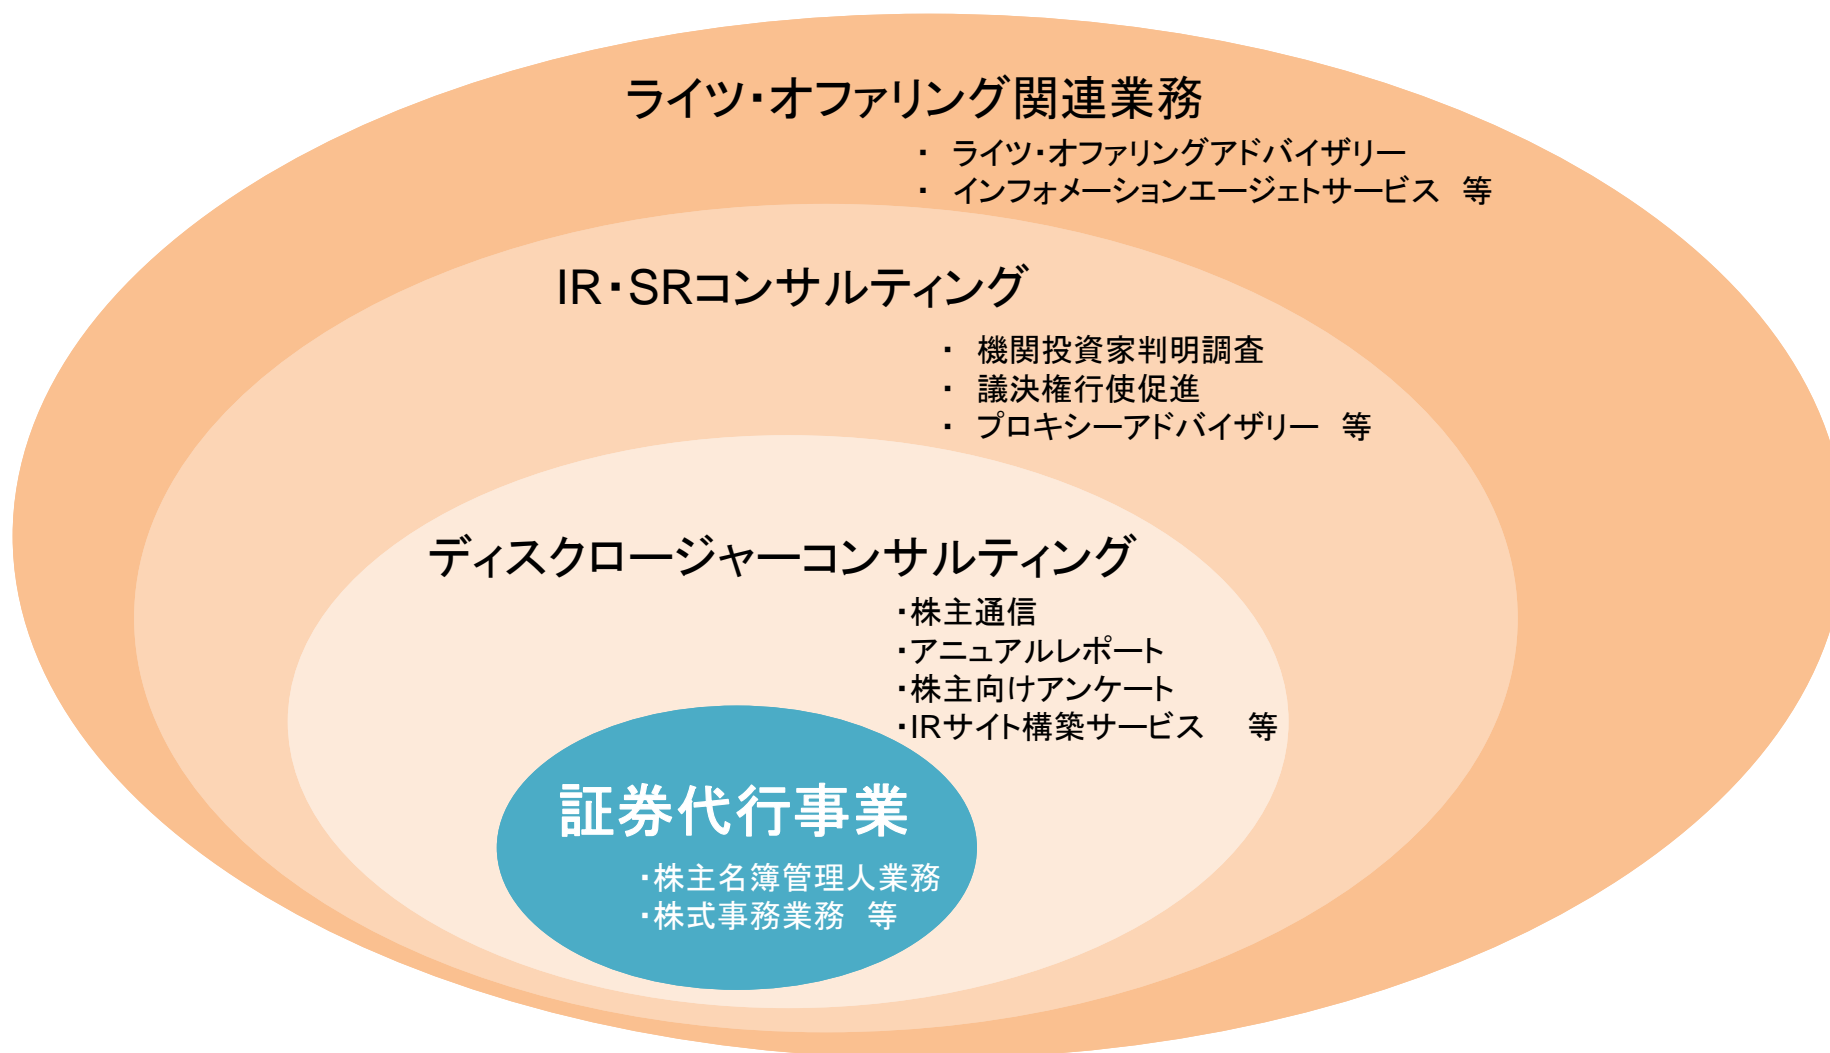 ライツ・オファリング関連業務
・ ライツ・オファリングアドバイザリー
・ インフォメーションエージェトサービス 等
IR・SRコンサルティング
・ 機関投資家判明調査
・ 議決権行使促進
・ プロキシーアドバイザリー 等
ディスクロージャーコンサルティング
・株主通信
・アニュアルレポート
・株主向けアンケート
・IRサイト構築サービス 等
証券代行事業
・株主名簿管理人業務
・株式事務業務 等